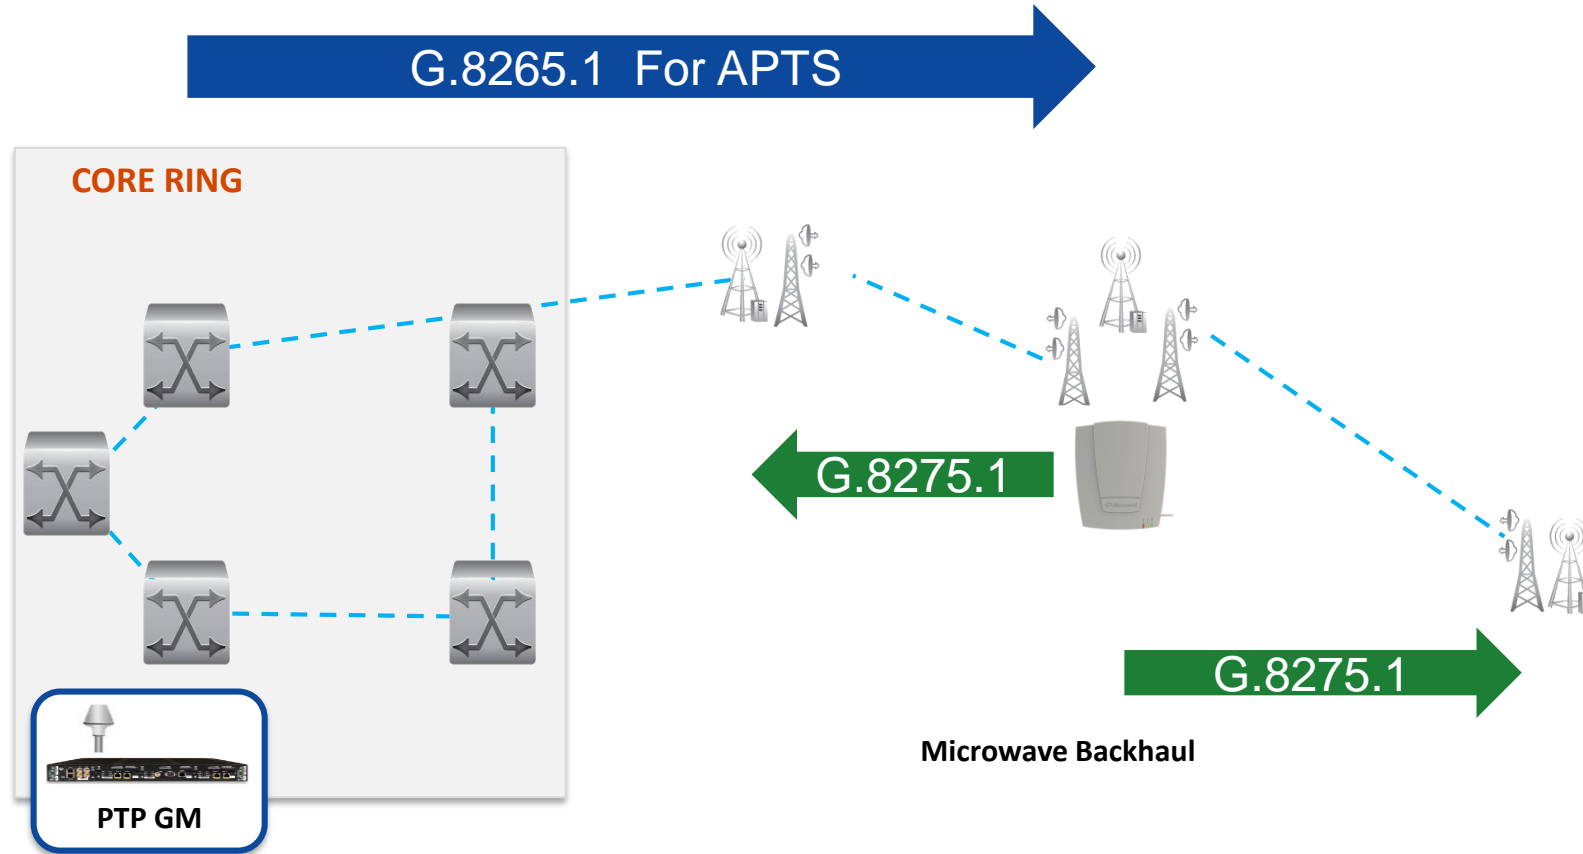 G.8265.1 For APTS
CORE RING
G.8275.1
G.8275.1
Microwave Backhaul
PTP GM